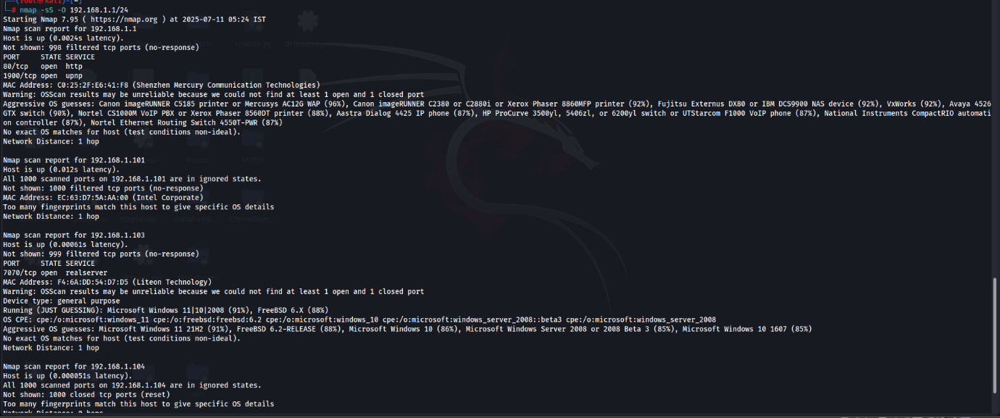 (root㉿kali)-[~]
# nmap -sS -O 192.168.1.1/24
Starting Nmap 7.95 ( https://nmap.org ) at 2025-07-11 05:24 IST
Nmap scan report for 192.168.1.1
Host is up (0.0024s latency).
Not shown: 998 filtered tcp ports (no-response)
PORT     STATE SERVICE
80/tcp   open  http
1900/tcp open  upnp
MAC Address: C0:25:2F:E6:41:F8 (Shenzhen Mercury Communication Technologies)
Warning: OSScan results may be unreliable because we could not find at least 1 open and 1 closed port
Aggressive OS guesses: Canon imageRUNNER C5185 printer or Mercusys AC12G WAP (96%), Canon imageRUNNER C2380 or C2880i or Xerox Phaser 8860MFP printer (92%), Fujitsu Externus DX80 or IBM DCS9900 NAS device (92%), VxWorks (92%), Avaya 4526
GTX switch (90%), Nortel CS1000M VoIP PBX or Xerox Phaser 8560DT printer (88%), Aastra Dialog 4425 IP phone (87%), HP ProCurve 3500yl, 5406zl, or 6200yl switch or UTStarcom F1000 VoIP phone (87%), National Instruments CompactRIO automati
on controller (87%), Nortel Ethernet Routing Switch 4550T-PWR (87%)
No exact OS matches for host (test conditions non-ideal).
Network Distance: 1 hop
Nmap scan report for 192.168.1.101
Host is up (0.012s latency).
All 1000 scanned ports on 192.168.1.101 are in ignored states.
Not shown: 1000 filtered tcp ports (no-response)
MAC Address: EC:63:D7:5A:AA:00 (Intel Corporate)
Too many fingerprints match this host to give specific OS details
Network Distance: 1 hop
Nmap scan report for 192.168.1.103
Host is up (0.00061s latency).
Not shown: 999 filtered tcp ports (no-response)
PORT     STATE SERVICE
7070/tcp open  realserver
MAC Address: F4:6A:DD:54:D7:D5 (Liteon Technology)
Warning: OSScan results may be unreliable because we could not find at least 1 open and 1 closed port
Device type: general purpose
Running (JUST GUESSING): Microsoft Windows 11|10|2008 (91%), FreeBSD 6.X (88%)
OS CPE: cpe:/o:microsoft:windows_11 cpe:/o:freebsd:freebsd:6.2 cpe:/o:microsoft:windows_10 cpe:/o:microsoft:windows_server_2008::beta3 cpe:/o:microsoft:windows_server_2008
Aggressive OS guesses: Microsoft Windows 11 21H2 (91%), FreeBSD 6.2-RELEASE (88%), Microsoft Windows 10 (86%), Microsoft Windows Server 2008 or 2008 Beta 3 (85%), Microsoft Windows 10 1607 (85%)
No exact OS matches for host (test conditions non-ideal).
Network Distance: 1 hop
Nmap scan report for 192.168.1.104
Host is up (0.000051s latency).
All 1000 scanned ports on 192.168.1.104 are in ignored states.
Not shown: 1000 closed tcp ports (reset)
Too many fingerprints match this host to give specific OS details
Network Distance: 0 hops